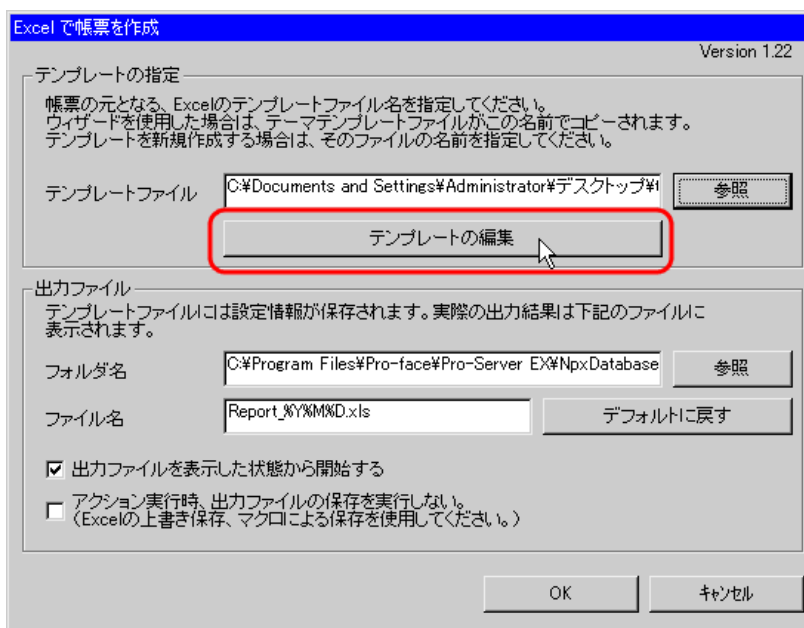 Excel で帳票を作成
Version 1.22
テンプレートの指定
帳票の元となる、Excelのテンプレートファイル名を指定してください。
ウィザードを使用した場合は、テーマテンプレートファイルがこの名前でコピーされます。
テンプレートを新規作成する場合は、そのファイルの名前を指定してください。
テンプレートファイル C:¥Documents and Settings¥Administrator¥デスクトップ¥t 参照
テンプレートの編集
出力ファイル
テンプレートファイルには設定情報が保存されます。実際の出力結果は下記のファイルに
表示されます。
フォルダ名 C:¥Program Files¥Pro-face¥Pro-Server EX¥NpxDatabase 参照
ファイル名 Report_%Y%M%D.xls デフォルトに戻す
出力ファイルを表示した状態から開始する
アクション実行時、出力ファイルの保存を実行しない。
（Excelの上書き保存、マクロによる保存を使用してください。）
OK キャンセル